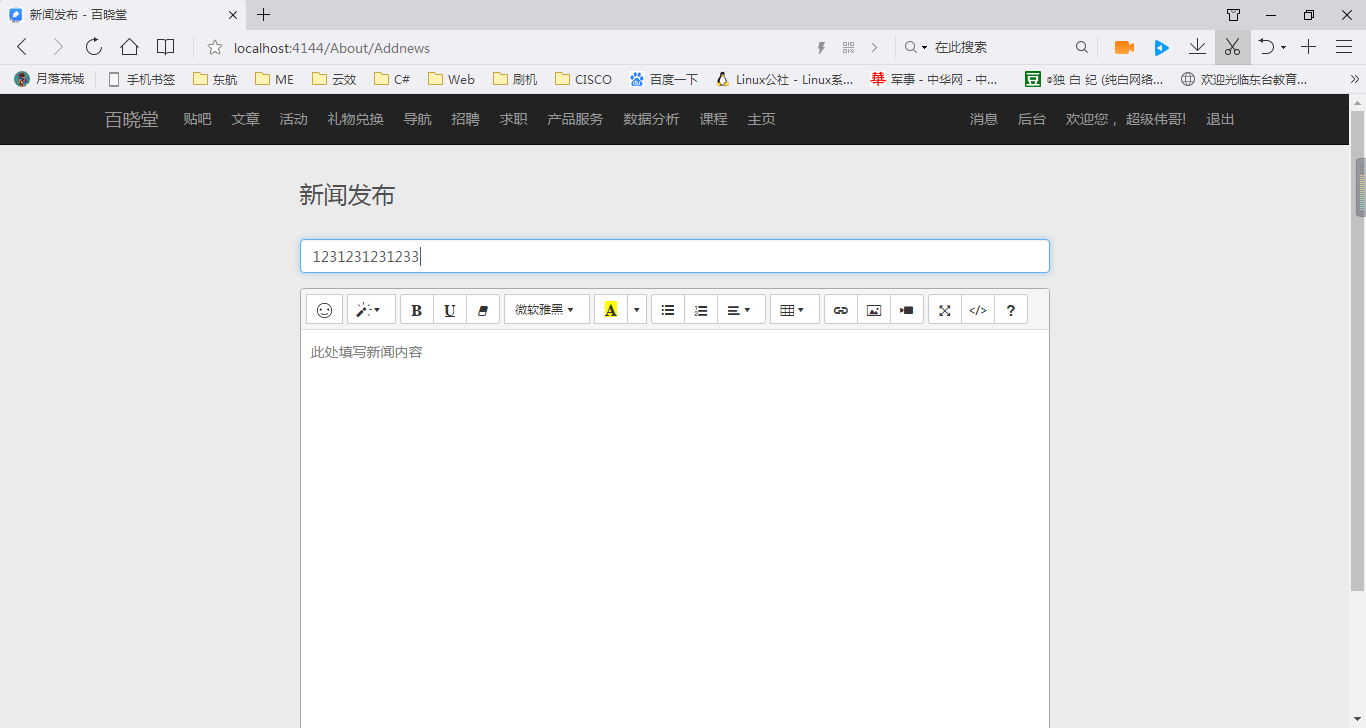 新闻发布 - 百晓堂
localhost:4144/About/Addnews
在此搜索
月落荒城 手机书签 东航 ME 云效 C# Web 刷机 CISCO 百度一下 Linux公社 - Linux系... 軍事 - 中华网 - 中... 独 白 纪 (纯白网络... 欢迎光临东台教育...
百晓堂 贴吧 文章 活动 礼物兑换 导航 招聘 求职 产品服务 数据分析 课程 主页 消息 后台 欢迎您 ，超级伟哥! 退出
新闻发布
1231231231233
B U 微软雅黑 A </> ?
此处填写新闻内容